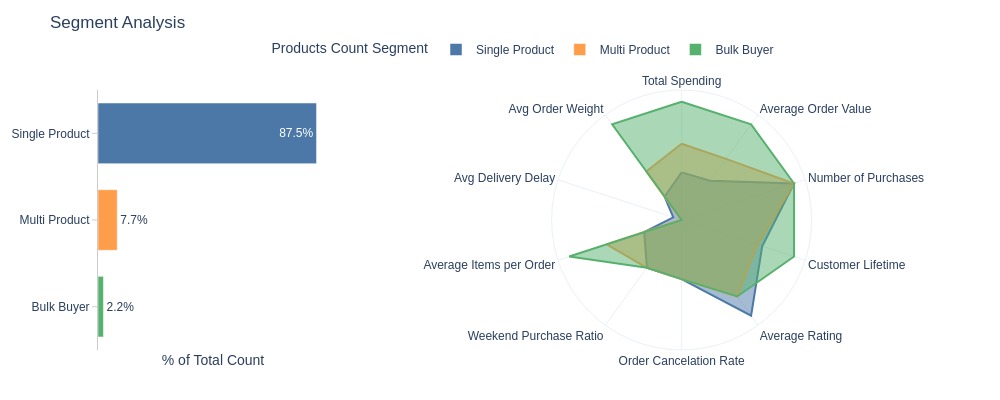 Segment Analysis
Products Count Segment
Single Product
Multi Product
Bulk Buyer
Single Product
87.5%
Multi Product
7.7%
Bulk Buyer
2.2%
% of Total Count
Total Spending
Average Order Value
Number of Purchases
Customer Lifetime
Average Rating
Order Cancelation Rate
Weekend Purchase Ratio
Average Items per Order
Avg Delivery Delay
Avg Order Weight